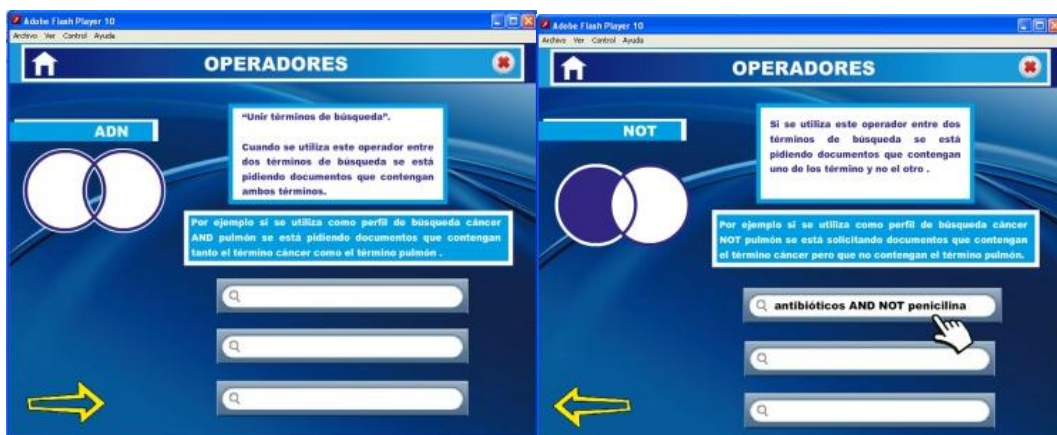 Adobe Flash Player 10
Archivo Ver Control Ayuda
OPERADORES
ADN
“Unir términos de búsqueda”.
Cuando se utiliza este operador entre
dos términos de búsqueda se está
pidiendo documentos que contengan
ambos términos.
Por ejemplo si se utiliza como perfil de búsqueda cáncer
AND pulmón se está pidiendo documentos que contengan
tanto el término cáncer como el término pulmón .
Adobe Flash Player 10
Archivo Ver Control Ayuda
OPERADORES
NOT
Si se utiliza este operador entre dos
términos de búsqueda se está
pidiendo documentos que contengan
uno de los término y no el otro .
Por ejemplo si se utiliza como perfil de búsqueda cáncer
NOT pulmón se está solicitando documentos que contengan
el término cáncer pero que no contengan el término pulmón.
antibióticos AND NOT penicilina